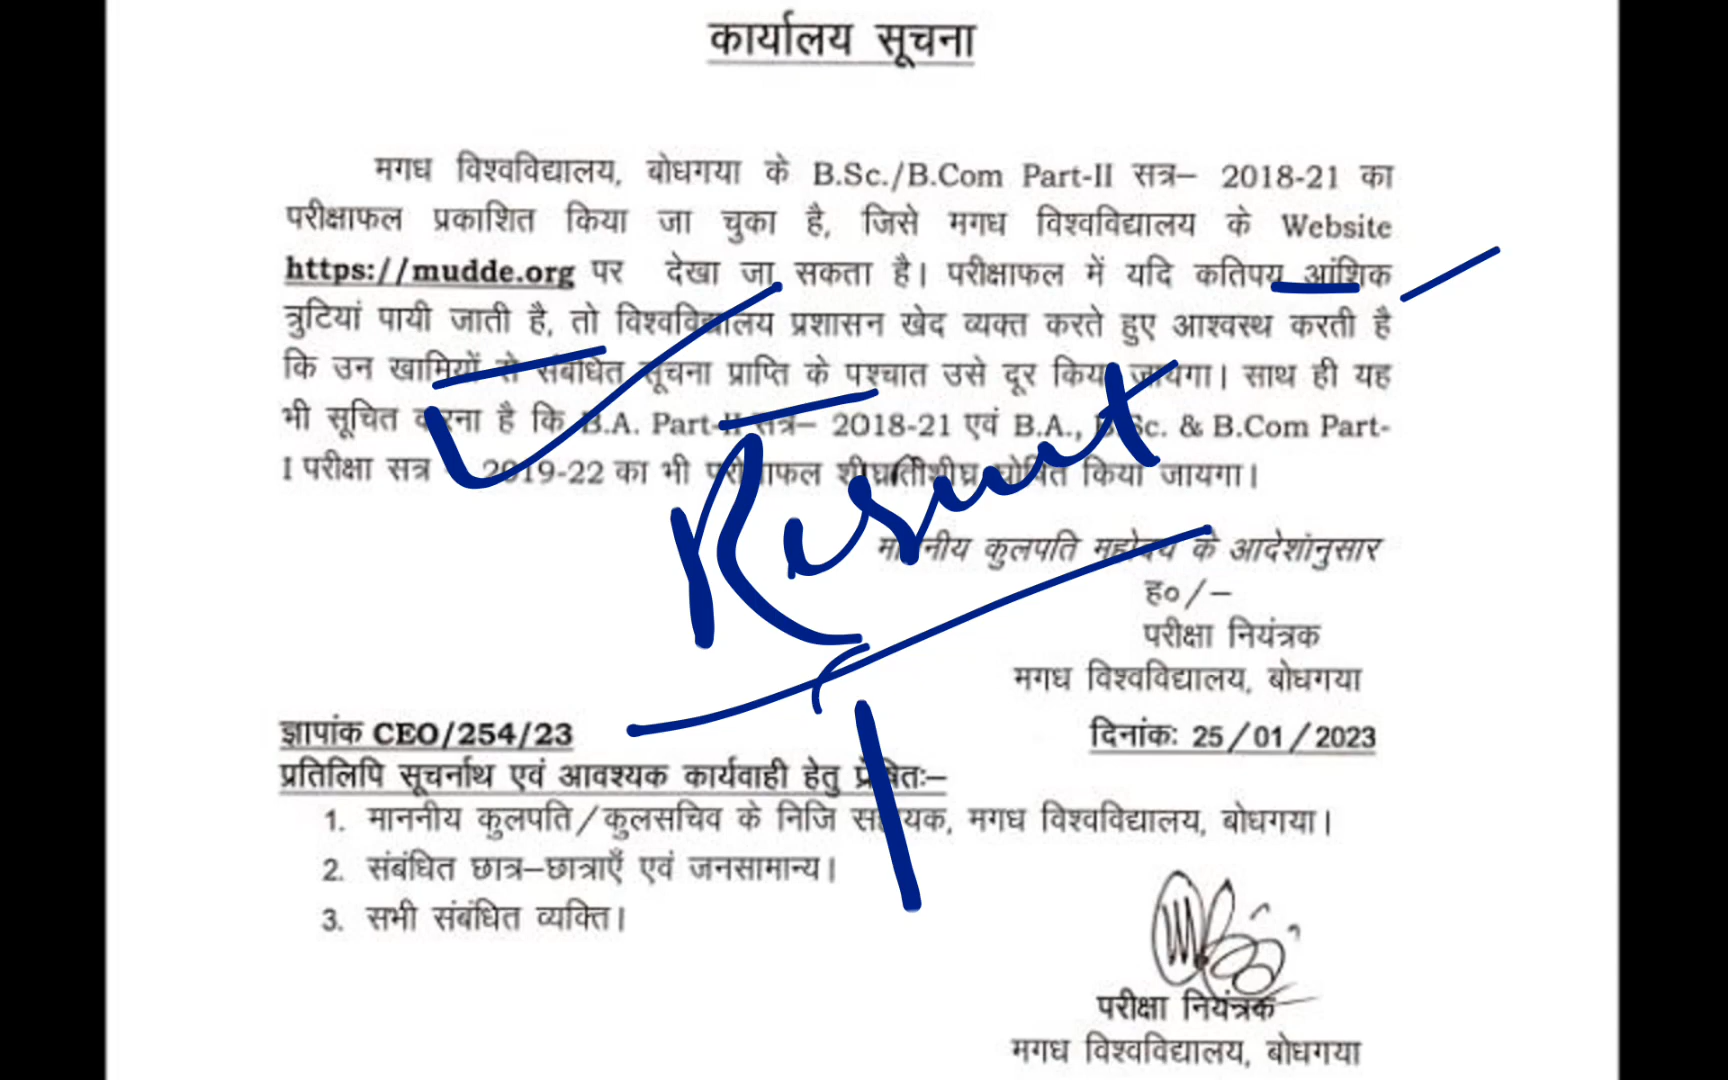 कार्यालय सूचना
मगध विश्वविद्यालय, बोधगया के B.Sc./B.Com Part-II सत्र– 2018-21 का
परीक्षाफल प्रकाशित किया जा चुका है, जिसे मगध विश्वविद्यालय के Website
https://mudde.org पर देखा जा सकता है। परीक्षाफल में यदि कतिपय आंशिक
त्रुटियां पायी जाती है, तो विश्वविद्यालय प्रशासन खेद व्यक्त करते हुए आश्वस्थ करती है
कि उन खामियों से संबंधित सूचना प्राप्ति के पश्चात उसे दूर किया जायेगा। साथ ही यह
भी सूचित करना है कि B.A. Part-II सत्र– 2018-21 एवं B.A., B.Sc. & B.Com Part-
I परीक्षा सत्र 2019-22 का भी परीक्षाफल घोषित किया जायगा।
Result
माननीय कुलपति महोदय के आदेशांनुसार
ह०/–
परीक्षा नियंत्रक
मगध विश्वविद्यालय, बोधगया
ज्ञापांक CEO/254/23 दिनांक: 25/01/2023
प्रतिलिपि सूचर्नाथ एवं आवश्यक कार्यवाही हेतु प्रेषितः–
1. माननीय कुलपति/कुलसचिव के निजि सहायक, मगध विश्वविद्यालय, बोधगया।
2. संबंधित छात्र–छात्राएँ एवं जनसामान्य।
3. सभी संबंधित व्यक्ति।
परीक्षा नियंत्रक
मगध विश्वविद्यालय, बोधगया